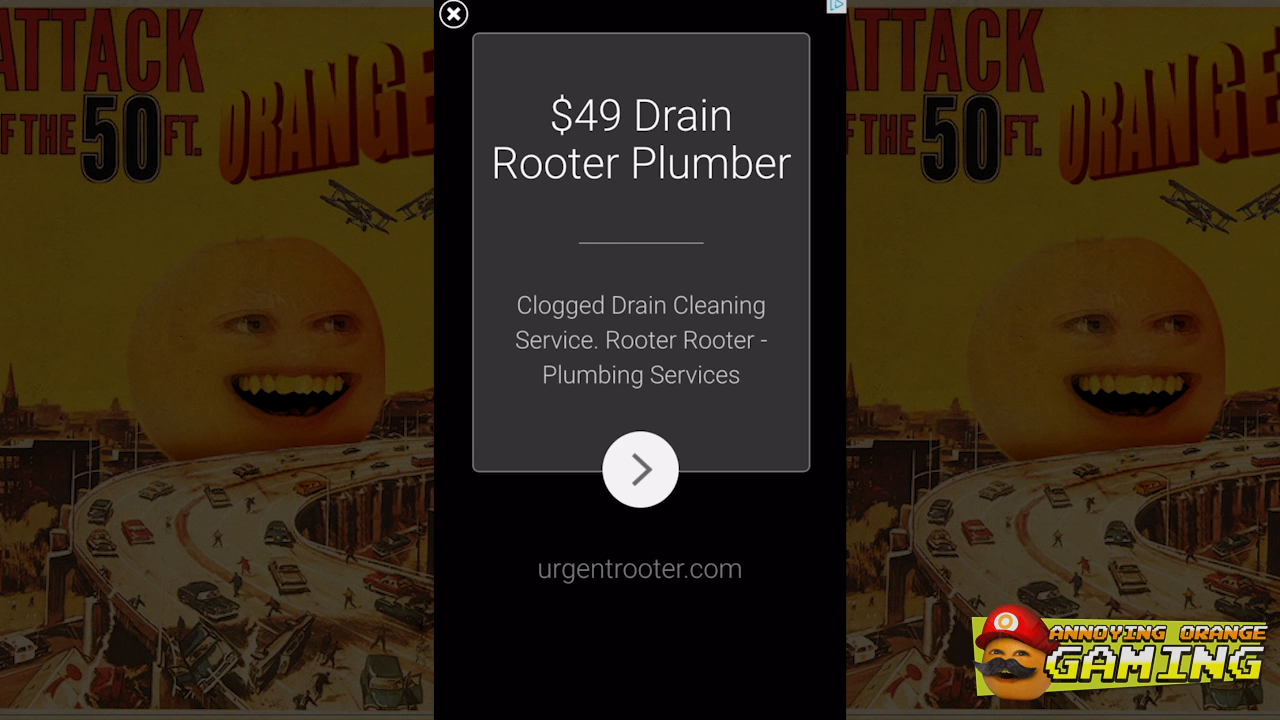 ATTACK
F THE 50 FT.
ORANGE
$49 Drain
Rooter Plumber
Clogged Drain Cleaning
Service. Rooter Rooter -
Plumbing Services
urgentrooter.com
ATTACK
F THE 50 FT.
ORANGE
ANNOYING ORANGE
GAMING